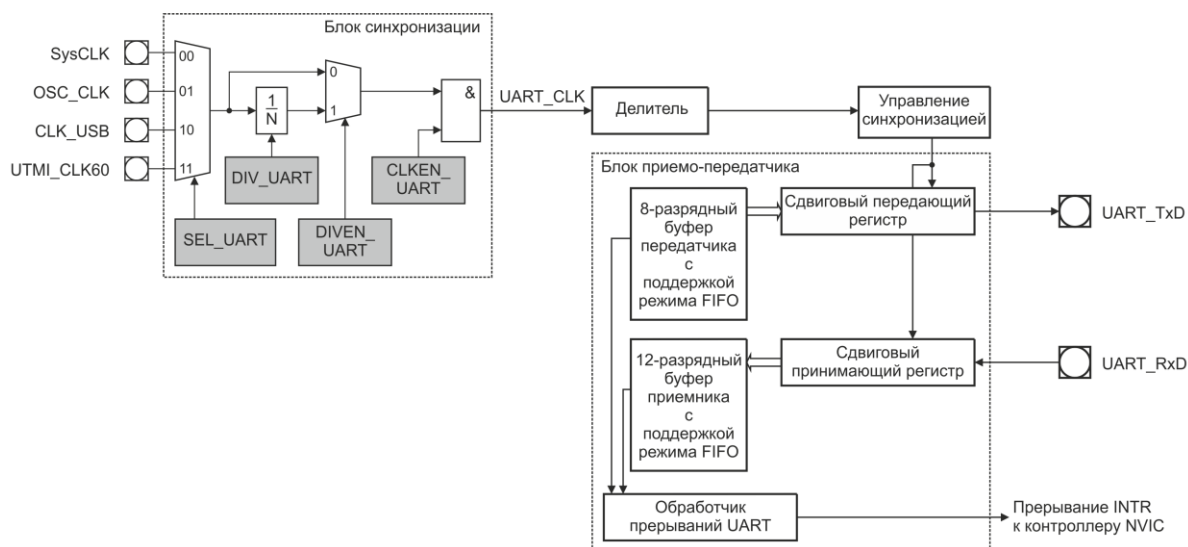 Блок синхронизации
SysCLK
00
OSC_CLK
01
CLK_USB
10
UTMI_CLK60
11
1
N
0
1
&
SEL_UART
DIV_UART
DIVEN_
UART
CLKEN_
UART
UART_CLK
Делитель
Управление
синхронизацией
Блок приемо-передатчика
8-разрядный
буфер
передатчика
с
поддержкой
режима FIFO
Сдвиговый передающий
регистр
UART_TxD
12-разрядный
буфер
приемника
с
поддержкой
режима FIFO
Сдвиговый
принимающий регистр
UART_RxD
Обработчик
прерываний UART
Прерывание INTR
к контроллеру NVIC